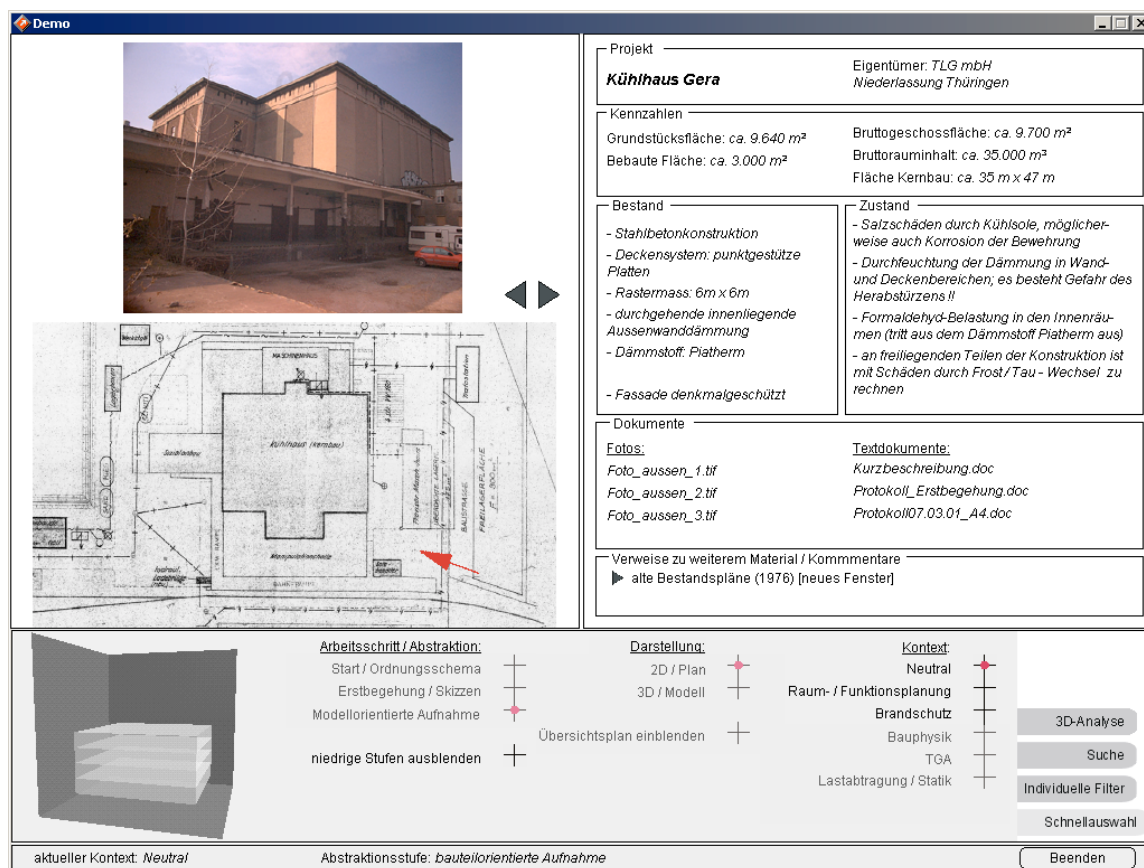 Demo
Projekt
Kühlhaus Gera
Eigentümer: TLG mbH
Niederlassung Thüringen
Kennzahlen
Grundstücksfläche: ca. 9.640 m²
Bebaute Fläche: ca. 3.000 m²
Bruttogeschossfläche: ca. 9.700 m²
Bruttorauminhalt: ca. 35.000 m³
Fläche Kernbau: ca. 35 m x 47 m
Bestand
- Stahlbetonkonstruktion
- Deckensystem: punktgestütze
Platten
- Rastermass: 6m x 6m
- durchgehende innenliegende
Aussenwanddämmung
- Dämmstoff: Piatherm
- Fassade denkmalgeschützt
Zustand
- Salzschäden durch Kühlsole, möglicher-
weise auch Korrosion der Bewehrung
- Durchfeuchtung der Dämmung in Wand-
und Deckenbereichen; es besteht Gefahr des
Herabstürzens !!
- Formaldehyd-Belastung in den Innenräu-
men (tritt aus dem Dämmstoff Piatherm aus)
- an freiliegenden Teilen der Konstruktion ist
mit Schäden durch Frost / Tau - Wechsel zu
rechnen
Dokumente
Fotos:
Foto_aussen_1.tif
Foto_aussen_2.tif
Foto_aussen_3.tif
Textdokumente:
Kurzbeschreibung.doc
Protokoll_Erstbegehung.doc
Protokoll07.03.01_A4.doc
Verweise zu weiterem Material / Kommmentare
alte Bestandspläne (1976) [neues Fenster]
MASCHINENHAUS
Trafostation
Kühlhaus (Kernbau)
Sozialanbau
BAUSTRASSE
FREILAGERFLÄCHE
Arbeitsschritt / Abstraktion:
Start / Ordnungsschema
Erstbegehung / Skizzen
Modellorientierte Aufnahme
niedrige Stufen ausblenden
Darstellung:
2D / Plan
3D / Modell
Übersichtsplan einblenden
Kontext:
Neutral
Raum- / Funktionsplanung
Brandschutz
Bauphysik
TGA
Lastabtragung / Statik
3D-Analyse
Suche
Individuelle Filter
Schnellauswahl
aktueller Kontext: Neutral
Abstraktionsstufe: bauteilorientierte Aufnahme
Beenden